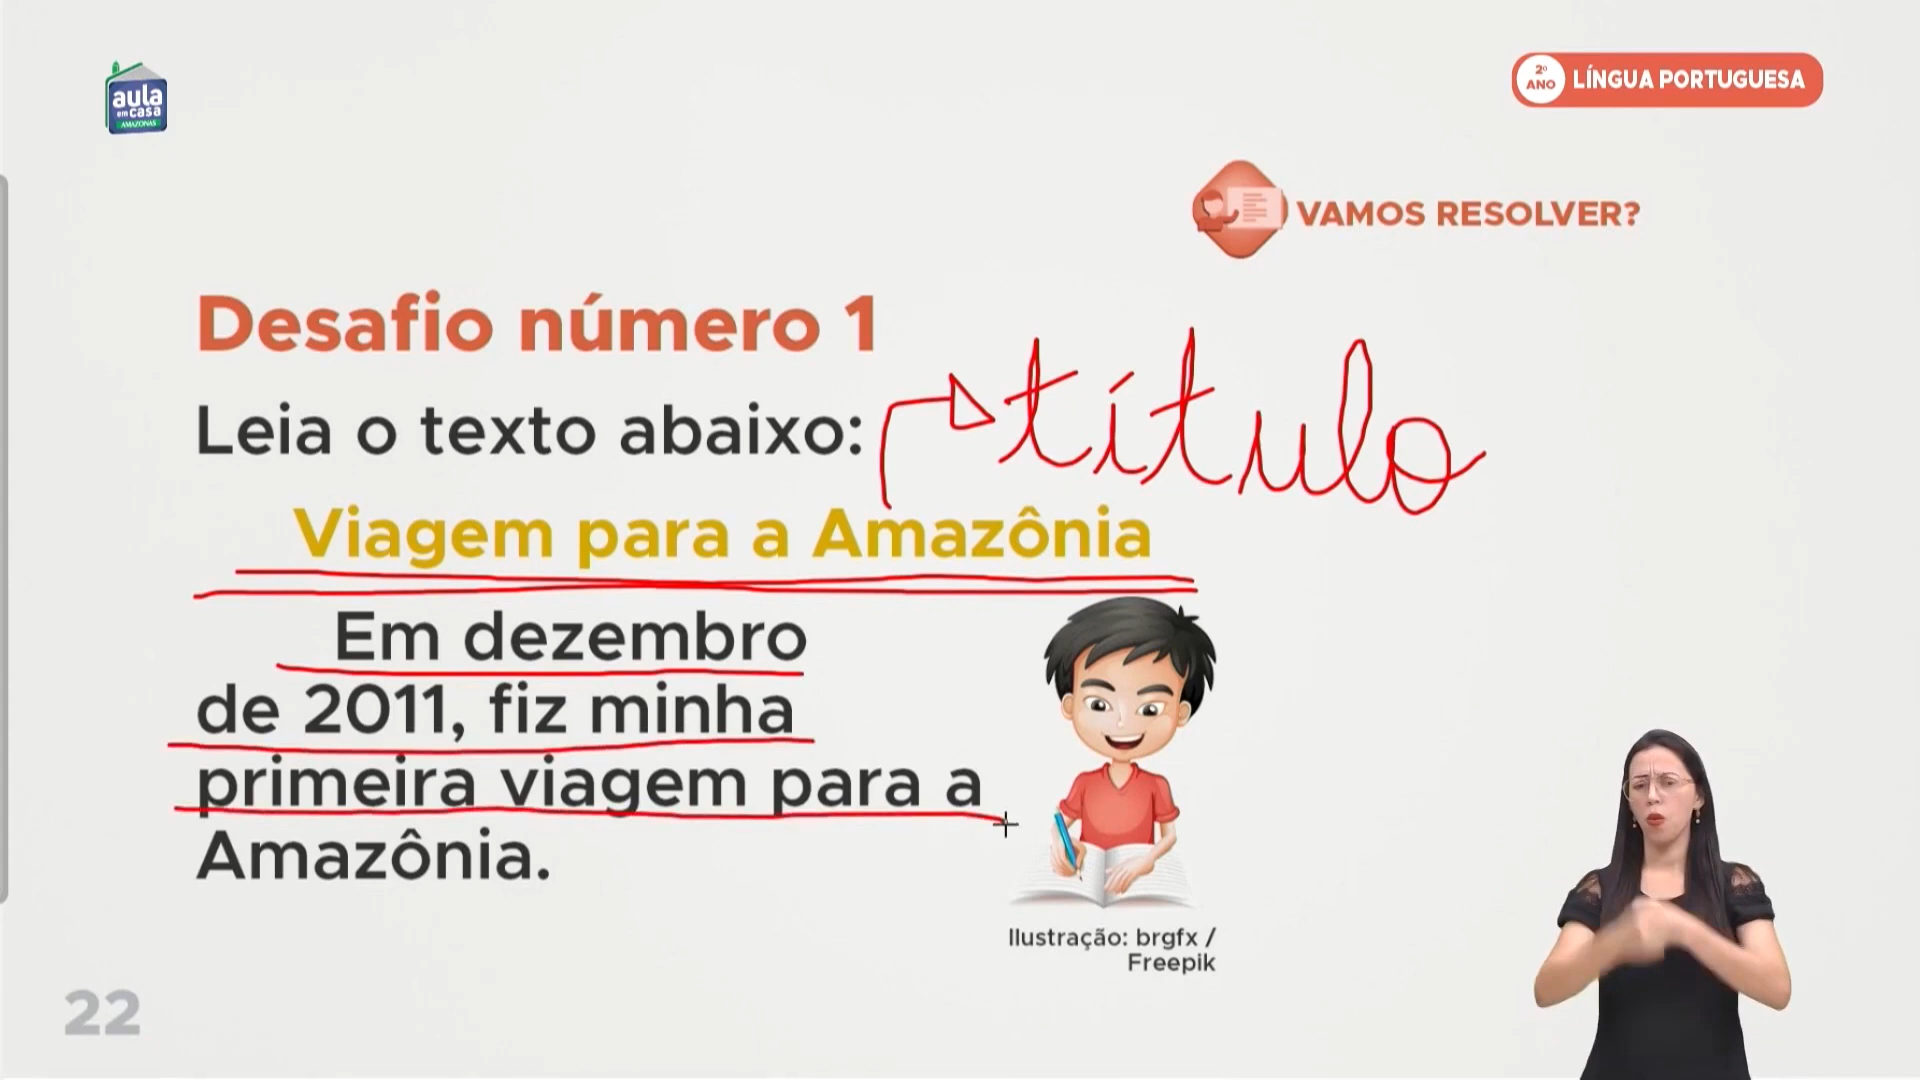 aula
em casa
AMAZONAS
2º
ANO
LÍNGUA PORTUGUESA
VAMOS RESOLVER?
Desafio número 1
Leia o texto abaixo:
título
Viagem para a Amazônia
Em dezembro
de 2011, fiz minha
primeira viagem para a
Amazônia.
Ilustração: brgfx /
Freepik
22